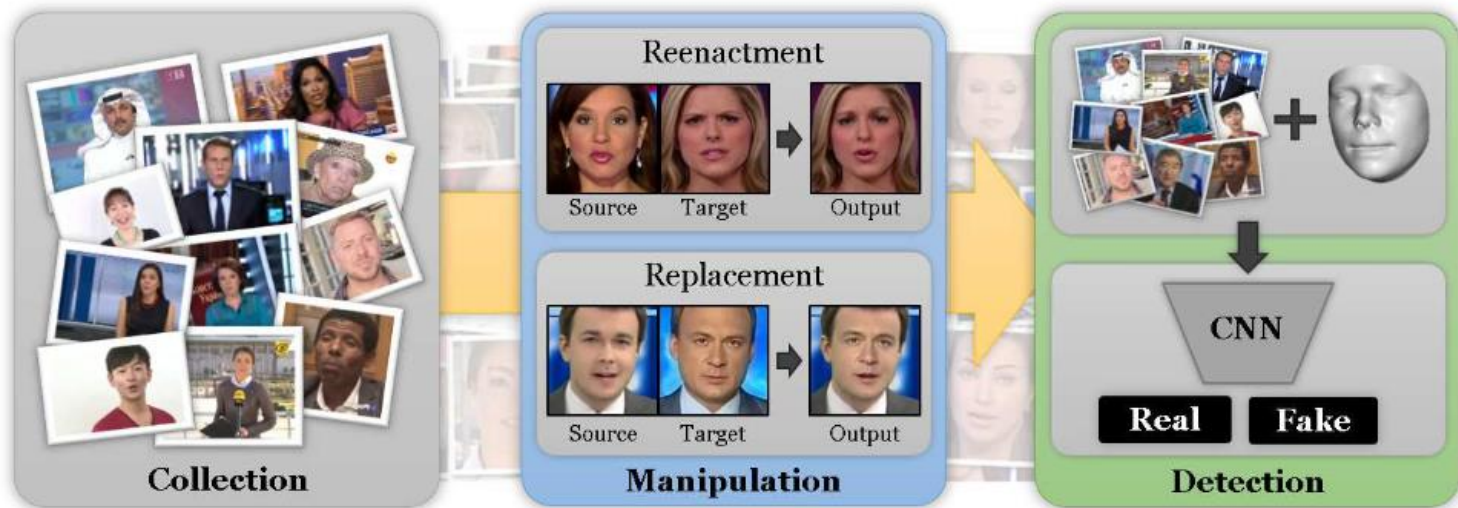 Reenactment
Source Target Output
Replacement
Source Target Output
CNN
Real Fake
Collection
Manipulation
Detection